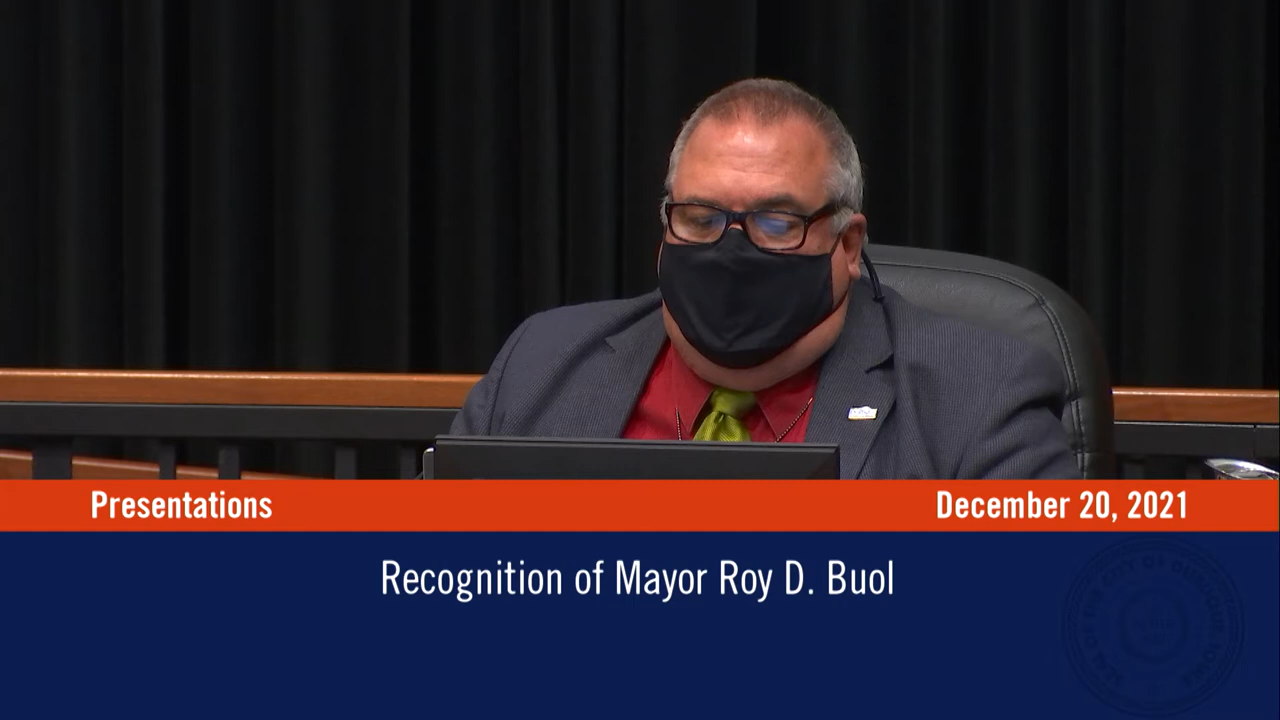 Presentations
December 20, 2021
Recognition of Mayor Roy D. Buol